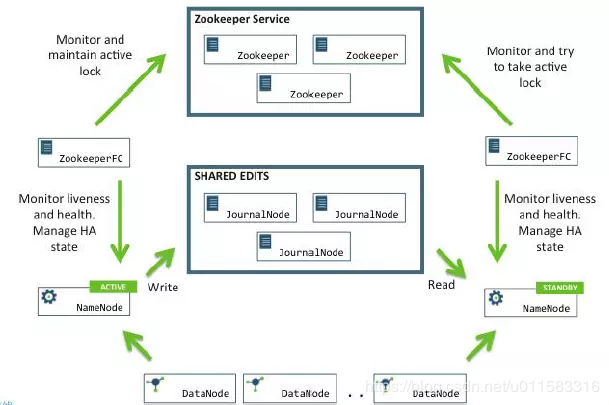 Zookeeper Service
Zookeeper
Zookeeper
Zookeeper
Monitor and
maintain active
lock
Monitor and try
to take active
lock
ZookeeperFC
ZookeeperFC
SHARED EDITS
JournalNode
JournalNode
JournalNode
Monitor liveness
and health.
Manage HA
state
Monitor liveness
and health.
Manage HA
state
Write
Read
ACTIVE
NameNode
STANDBY
NameNode
DataNode
DataNode
. .
DataNode
https://blog.csdn.net/u011583316